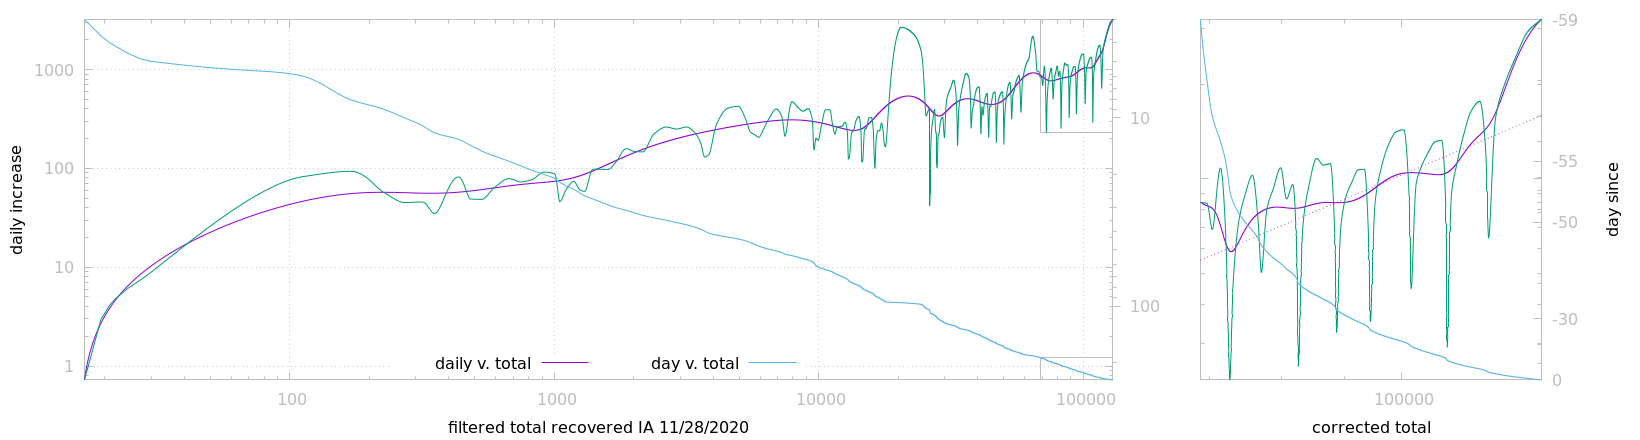 1000
100
10
1
daily increase
100
1000
10000
100000
filtered total recovered IA 11/28/2020
daily v. total
day v. total
10
100
100000
corrected total
-59
-55
-50
-30
0
day since